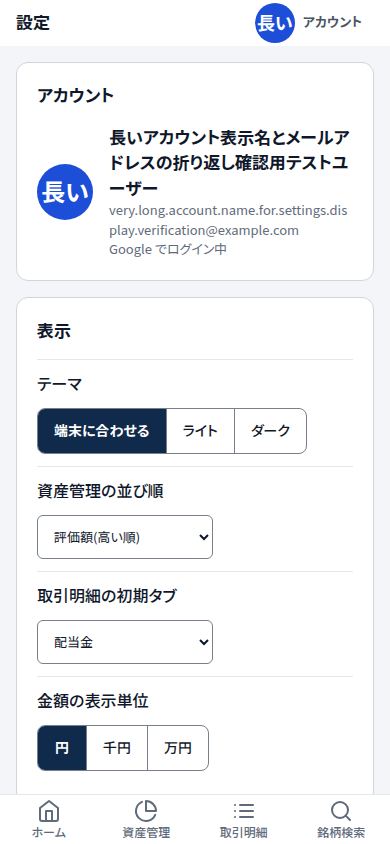 設定
長い アカウント
アカウント
長い
長いアカウント表示名とメールア
ドレスの折り返し確認用テストユ
ーザー
very.long.account.name.for.settings.dis
play.verification@example.com
Google でログイン中
表示
テーマ
端末に合わせる ライト ダーク
資産管理の並び順
評価額(高い順)
取引明細の初期タブ
配当金
金額の表示単位
円 千円 万円
ホーム 資産管理 取引明細 銘柄検索